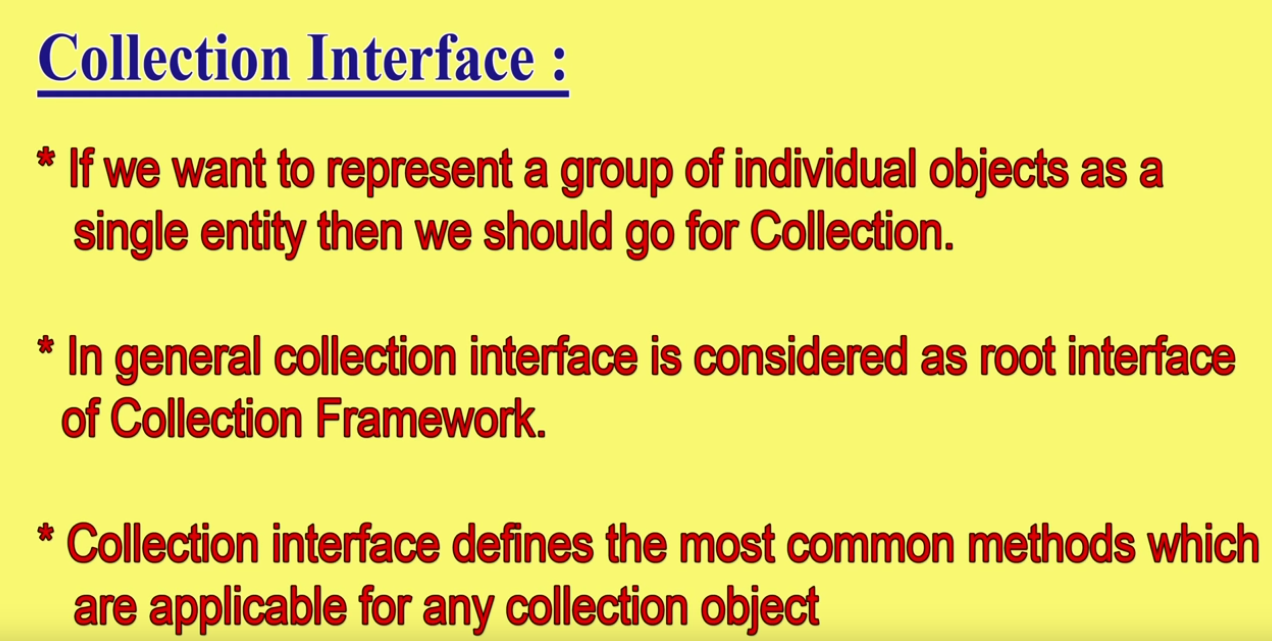 Collection Interface :
* If we want to represent a group of individual objects as a
single entity then we should go for Collection.
* In general collection interface is considered as root interface
of Collection Framework.
* Collection interface defines the most common methods which
are applicable for any collection object